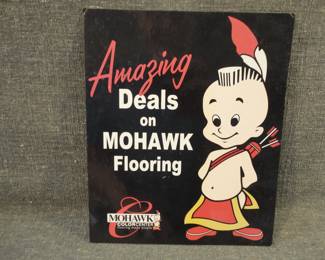 Amazing
Deals
on
MOHAWK
Flooring
MOHAWK
COLORCENTER